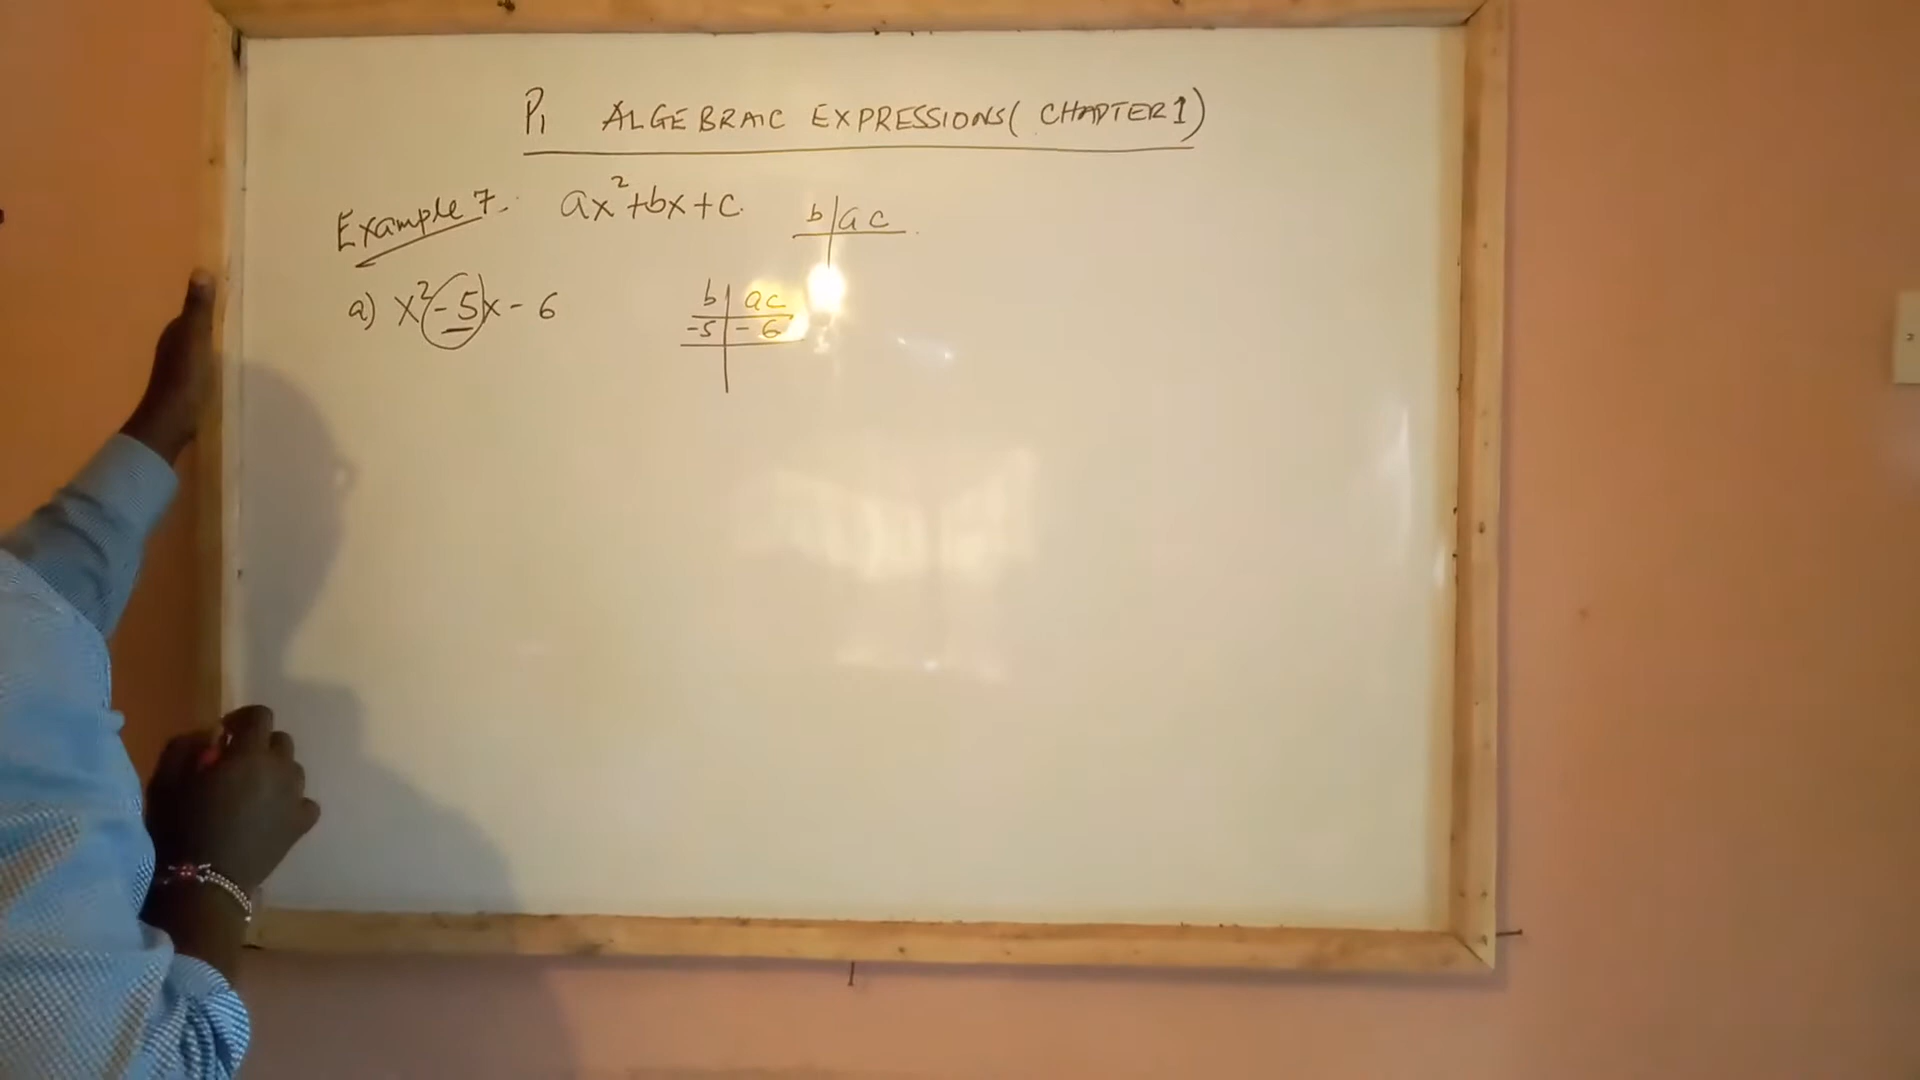 P1 ALGEBRAIC EXPRESSIONS( CHAPTER 1)
Example 7. ax²+bx+c. b | ac
a) x²-5x-6
b | ac
-5 | -6